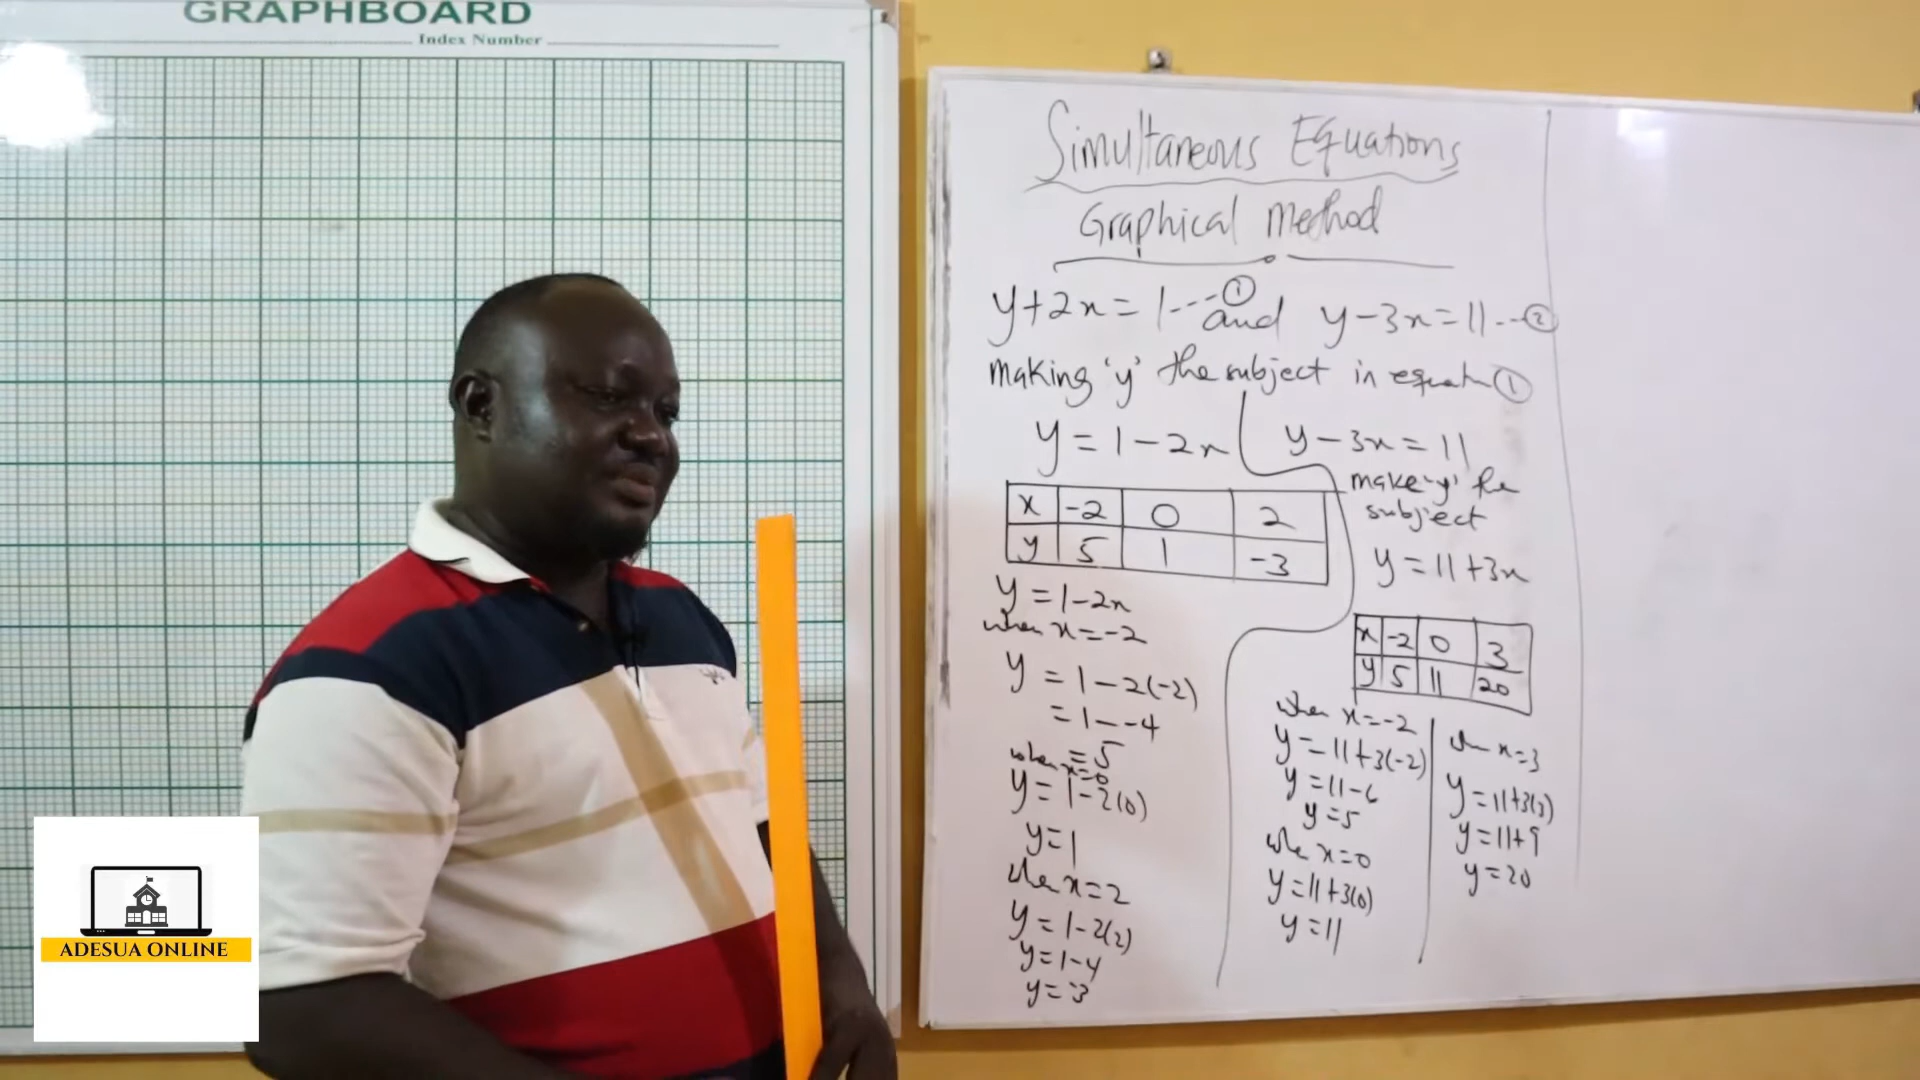 GRAPHBOARD
Index Number
Simultaneous Equations
Graphical Method
y+2x=1---① and y-3x=11--②
making 'y' the subject in equatn ①
y=1-2x
x -2 0 2
y 5 1 -3
y=1-2x
when x=-2
y=1-2(-2)
=1--4
=5
when x=0
y=1-2(0)
y=1
when x=2
y=1-2(2)
y=1-4
y=-3
y-3x=11
make 'y' the
subject
y=11+3x
x -2 0 3
y 5 11 20
when x=-2
y=11+3(-2)
y=11-6
y=5
whe x=0
y=11+3(0)
y=11
when x=3
y=11+3(3)
y=11+9
y=20
ADESUA ONLINE